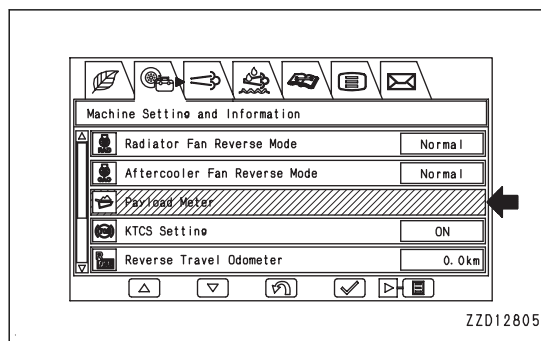 Machine Setting and Information
Radiator Fan Reverse Mode Normal
Aftercooler Fan Reverse Mode Normal
Payload Meter
KTCS Setting ON
Reverse Travel Odometer 0.0km
ZZD12805